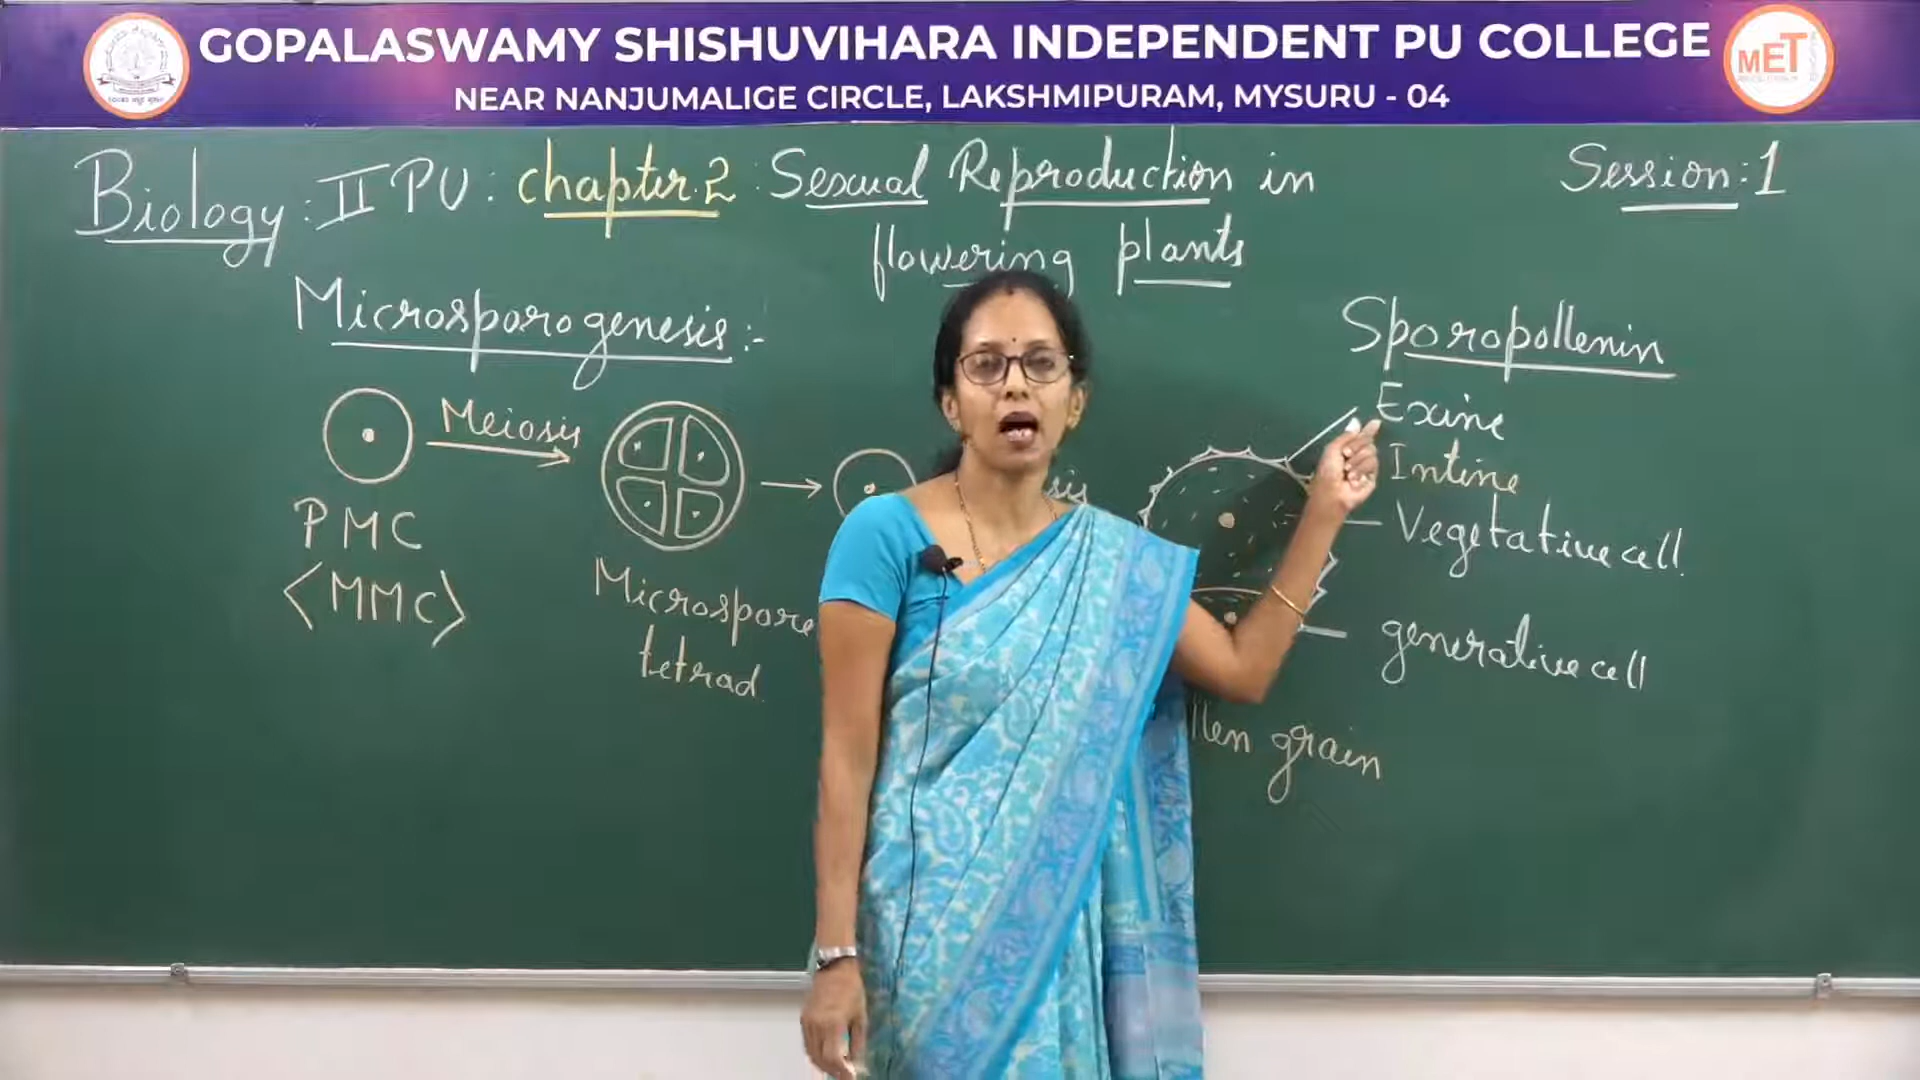 GOPALASWAMY SHISHUVIHARA INDEPENDENT PU COLLEGE
NEAR NANJUMALIGE CIRCLE, LAKSHMIPURAM, MYSURU - 04
MET
Biology: II PU: chapter.2: Sexual Reproduction in
flowering plants
Session: 1
Microsporogenesis:-
Meiosis
PMC
<MMC>
Microspore
tetrad
sis
Sporopollenin
Exine
Intine
Vegetative cell
generative cell
llen grain